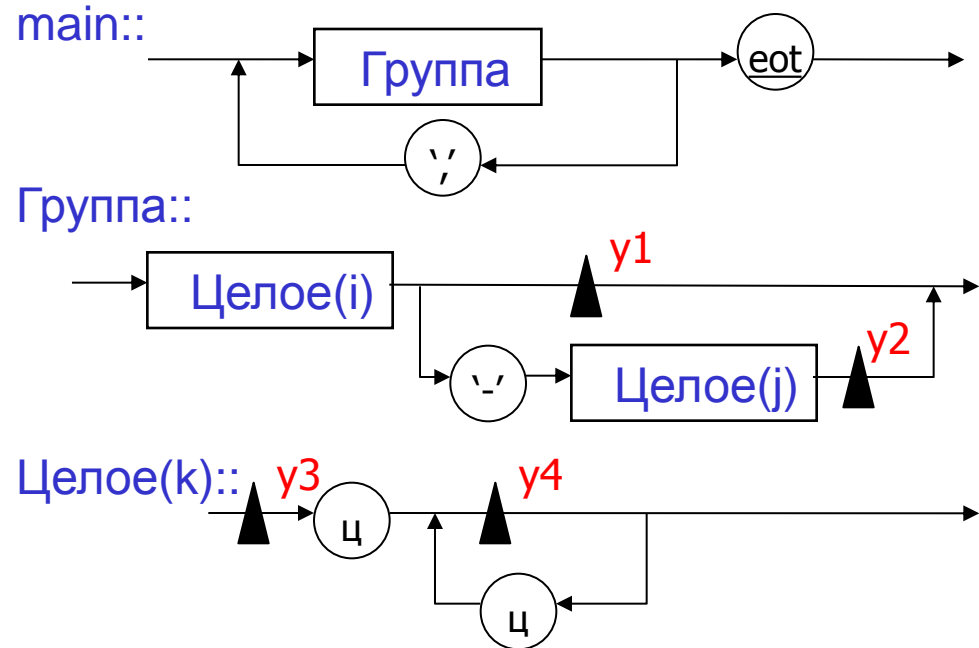 main::
Группа
eot
‘,’
Группа::
Целое(i)
y1
‘-’
Целое(j)
y2
Целое(k)::
y3
ц
y4
ц